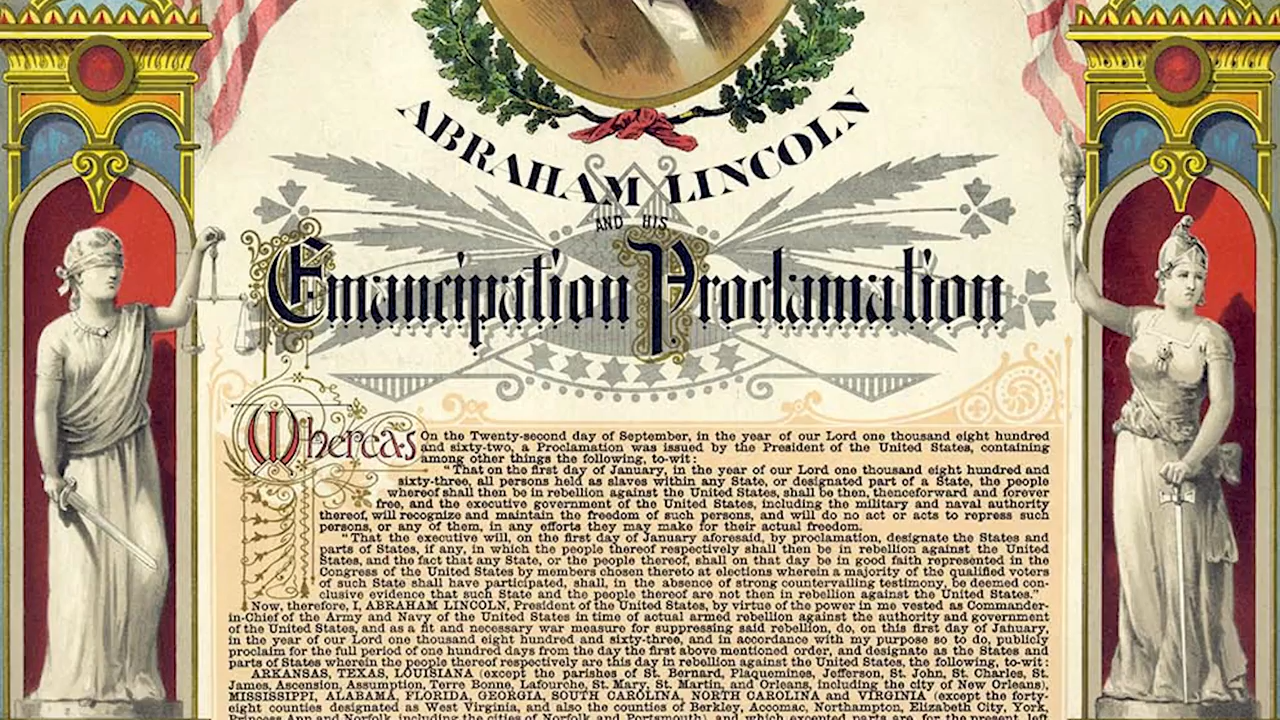 ABRAHAM LINCOLN
AND HIS
Emancipation Proclamation
Whereas On the Twenty-second day of September, in the year of our Lord one thousand eight hundred
and sixty-two, a Proclamation was issued by the President of the United States, containing
among other things the following, to-wit:
"That on the first day of January, in the year of our Lord one thousand eight hundred and
sixty-three, all persons held as slaves within any State, or designated part of a State, the people
whereof shall then be in rebellion against the United States, shall be then, thenceforward and forever
free, and the executive government of the United States, including the military and naval authority
thereof, will recognize and maintain the freedom of such persons, and will do no act or acts to repress such
persons, or any of them, in any efforts they may make for their actual freedom.
"That the executive will, on the first day of January aforesaid, by proclamation, designate the States and
parts of States, if any, in which the people thereof respectively shall then be in rebellion against the United
States, and the fact that any State, or the people thereof, shall on that day be in good faith represented in the
Congress of the United States by members chosen thereto at elections wherein a majority of the qualified voters
of such State shall have participated, shall, in the absence of strong countervailing testimony, be deemed con-
clusive evidence that such State and the people thereof are not then in rebellion against the United States."
Now, therefore, I, ABRAHAM LINCOLN, President of the United States, by virtue of the power in me vested as Commander-
in-Chief of the Army and Navy of the United States in time of actual armed rebellion against the authority and government
of the United States, and as a fit and necessary war measure for suppressing said rebellion, do, on this first day of January,
in the year of our Lord one thousand eight hundred and sixty-three, and in accordance with my purpose so to do, publicly
proclaim for the full period of one hundred days from the day the first above mentioned order, and designate as the States and
parts of States wherein the people thereof respectively are this day in rebellion against the United States, the following, to-wit:
ARKANSAS, TEXAS, LOUISIANA (except the parishes of St. Bernard, Plaquemines, Jefferson, St. John, St. Charles, St.
James, Ascension, Assumption, Terre Bonne, Lafourche, St. Mary, St. Martin, and Orleans, including the city of New Orleans),
MISSISSIPPI, ALABAMA, FLORIDA, GEORGIA, SOUTH CAROLINA, NORTH CAROLINA and VIRGINIA (except the forty-
eight counties designated as West Virginia, and also the counties of Berkley, Accomac, Northampton, Elizabeth City, York,
Princess Ann and Norfolk, including the cities of Norfolk and Portsmouth), and which excepted parts are, for the present, left